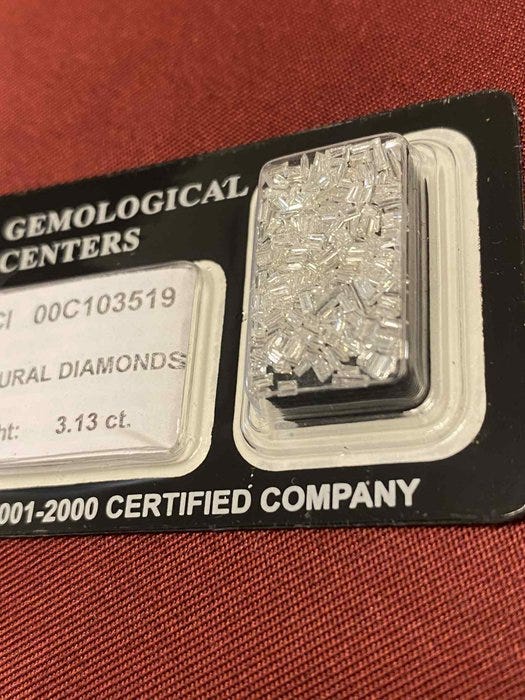 GEMOLOGICAL
CENTERS
CI 00C103519
URAL DIAMONDS
ht: 3.13 ct.
001-2000 CERTIFIED COMPANY